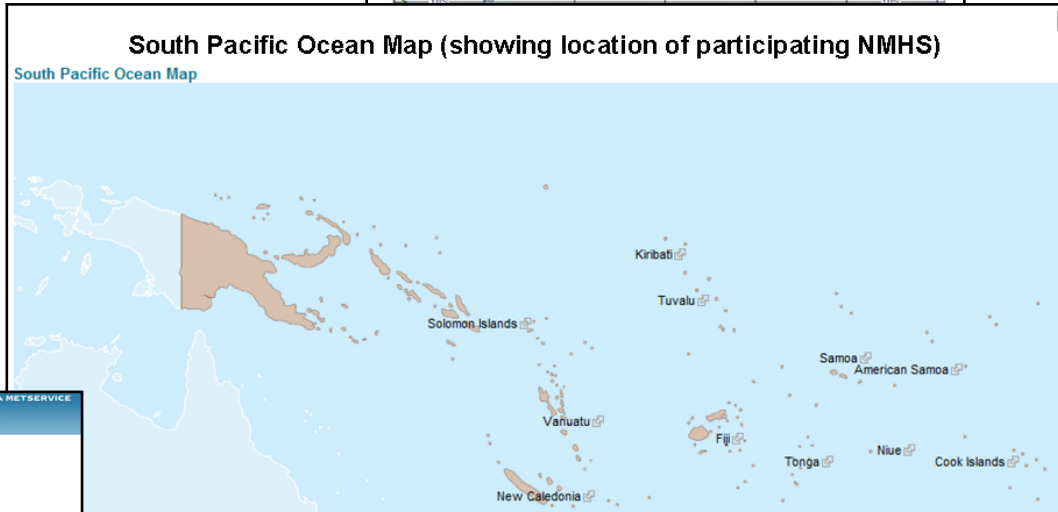 South Pacific Ocean Map (showing location of participating NMHS)
South Pacific Ocean Map
Kiribati
Tuvalu
Solomon Islands
Samoa
American Samoa
METSERVICE
Vanuatu
Fiji
Niue
Tonga
Cook Islands
New Caledonia